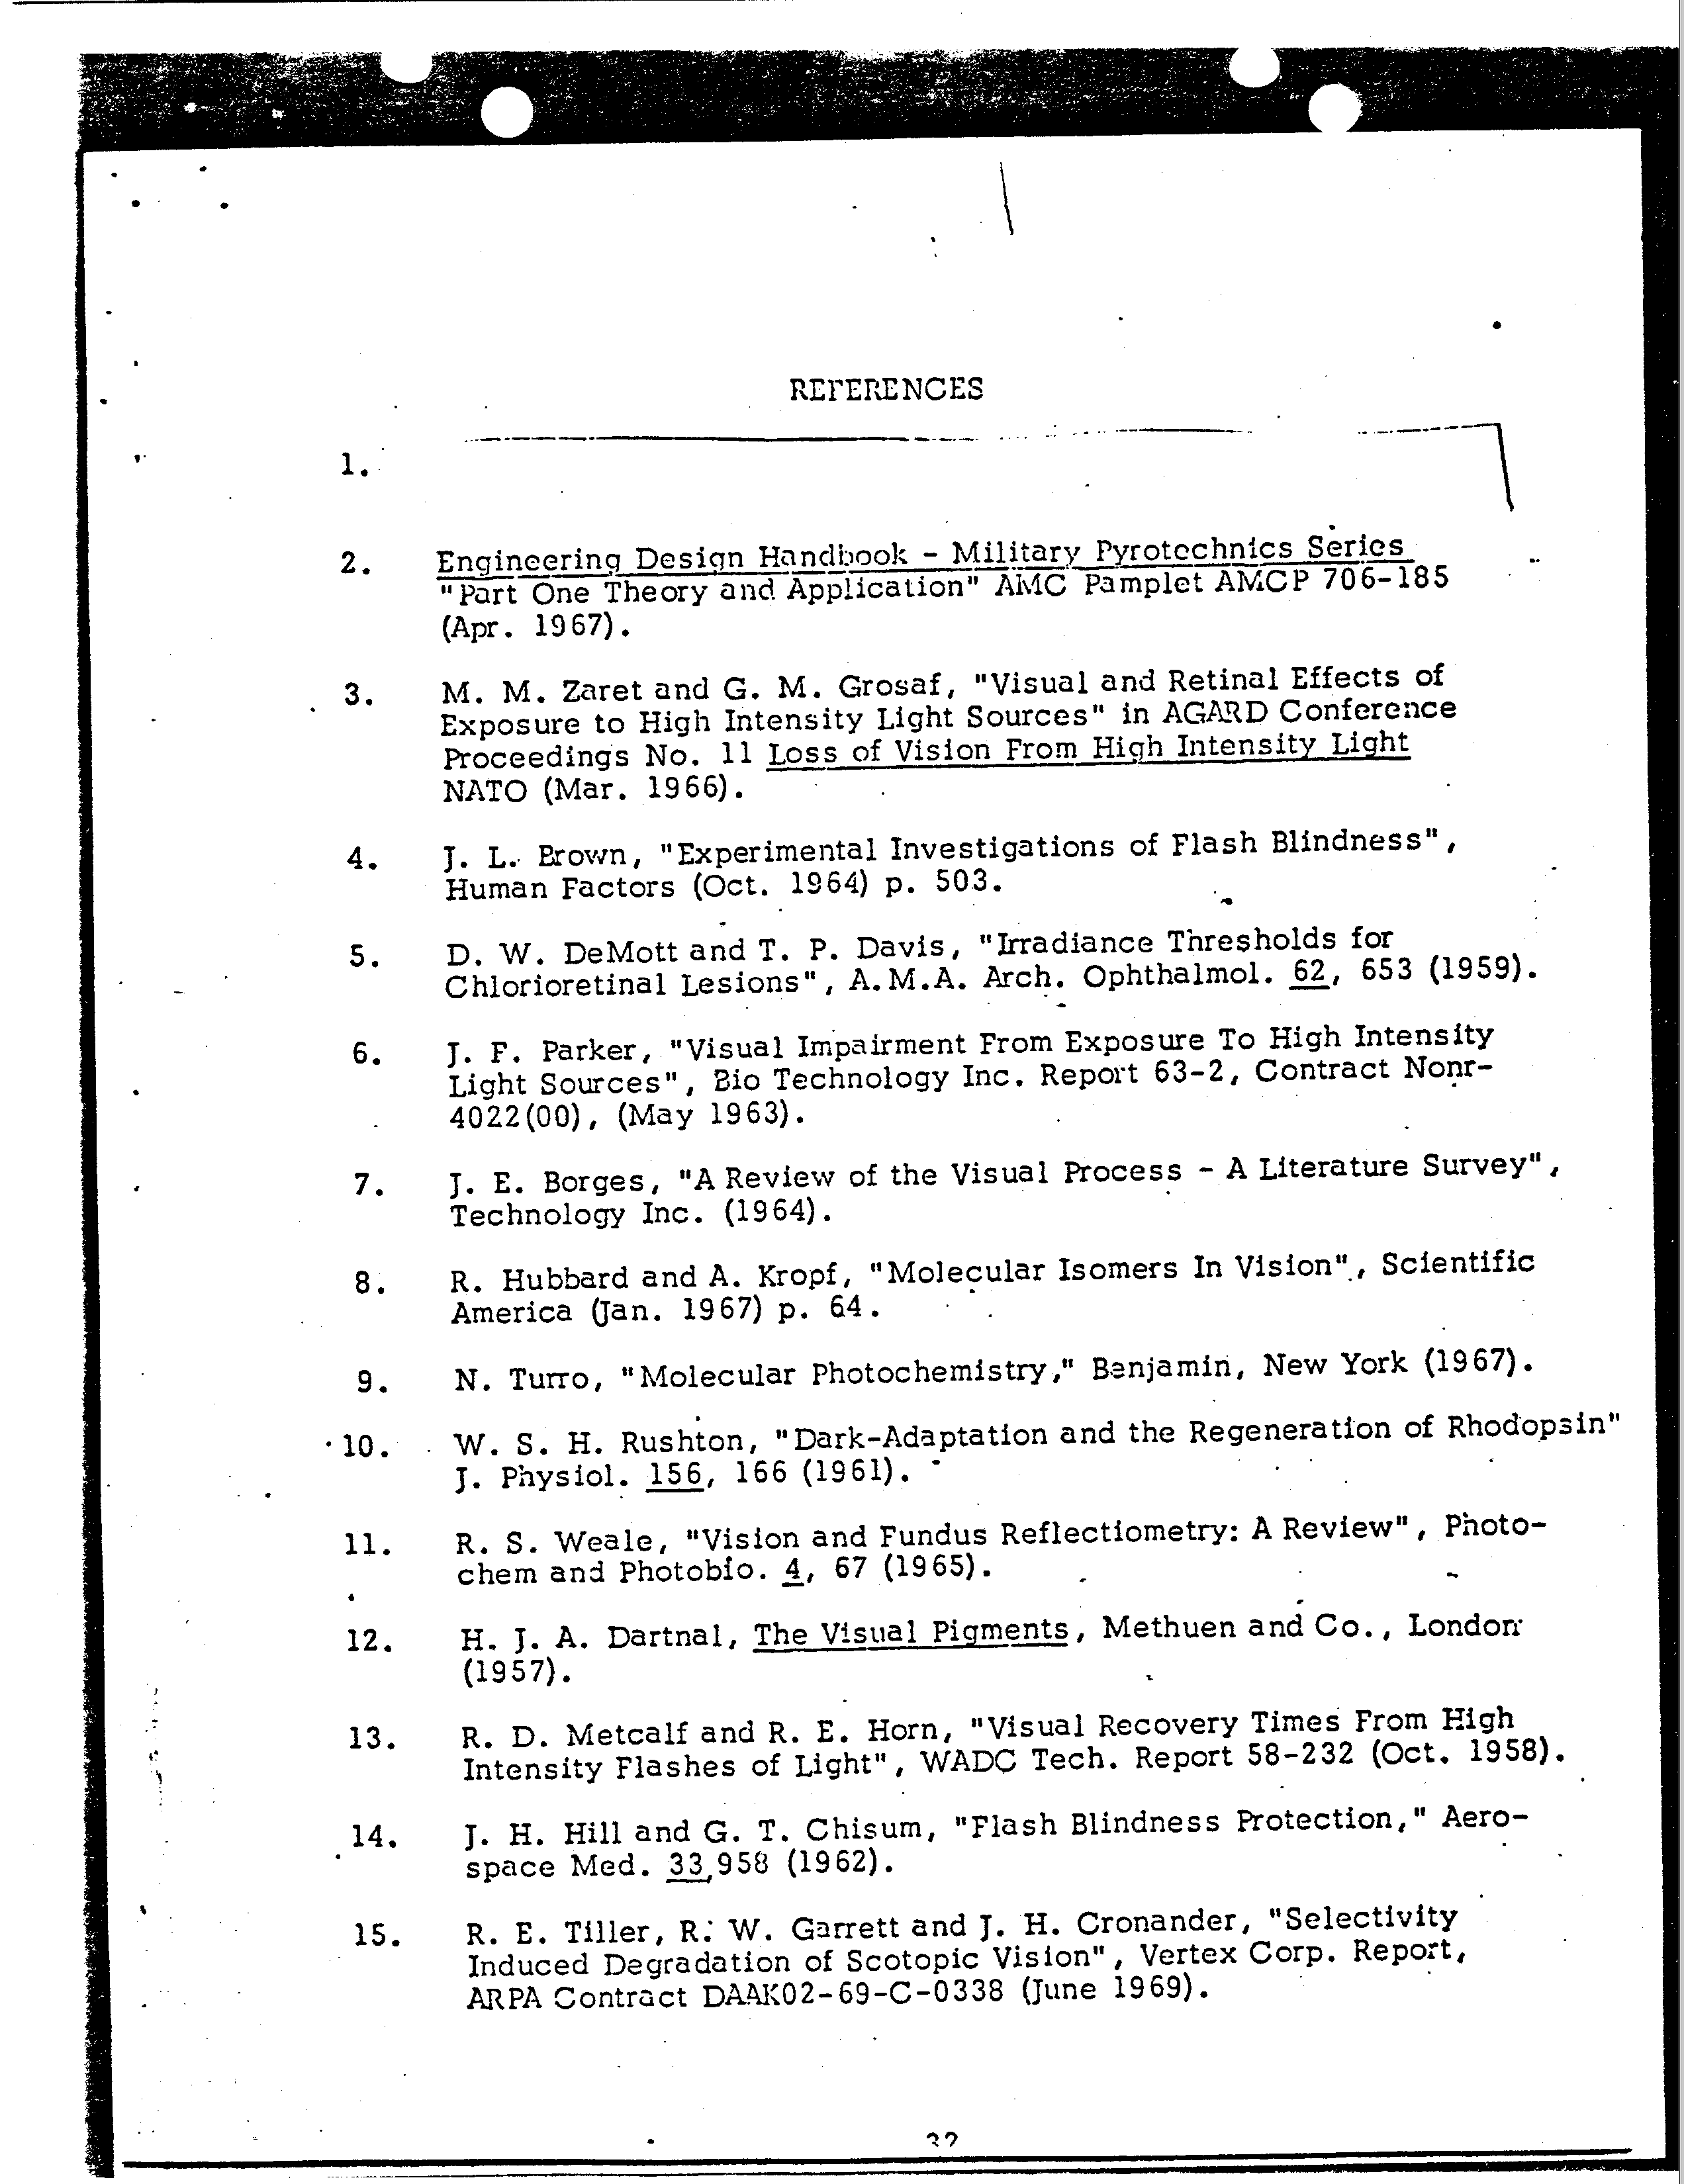 REFERENCES
1.
2. Engineering Design Handbook - Military Pyrotechnics Series
"Part One Theory and Application" AMC Pamplet AMCP 706-185
(Apr. 1967).
3. M. M. Zaret and G. M. Grosaf, "Visual and Retinal Effects of
Exposure to High Intensity Light Sources" in AGARD Conference
Proceedings No. 11 Loss of Vision From High Intensity Light
NATO (Mar. 1966).
4. J. L. Brown, "Experimental Investigations of Flash Blindness",
Human Factors (Oct. 1964) p. 503.
5. D. W. DeMott and T. P. Davis, "Irradiance Thresholds for
Chlorioretinal Lesions", A.M.A. Arch. Ophthalmol. 62, 653 (1959).
6. J. F. Parker, "Visual Impairment From Exposure To High Intensity
Light Sources", Bio Technology Inc. Report 63-2, Contract Nonr-
4022(00), (May 1963).
7. J. E. Borges, "A Review of the Visual Process - A Literature Survey",
Technology Inc. (1964).
8. R. Hubbard and A. Kropf, "Molecular Isomers In Vision", Scientific
America (Jan. 1967) p. 64.
9. N. Turro, "Molecular Photochemistry," Benjamin, New York (1967).
10. W. S. H. Rushton, "Dark-Adaptation and the Regeneration of Rhodopsin"
J. Physiol. 156, 166 (1961).
11. R. S. Weale, "Vision and Fundus Reflectiometry: A Review", Photo-
chem and Photobio. 4, 67 (1965).
12. H. J. A. Dartnal, The Visual Pigments, Methuen and Co., London
(1957).
13. R. D. Metcalf and R. E. Horn, "Visual Recovery Times From High
Intensity Flashes of Light", WADC Tech. Report 58-232 (Oct. 1958).
14. J. H. Hill and G. T. Chisum, "Flash Blindness Protection," Aero-
space Med. 33,958 (1962).
15. R. E. Tiller, R. W. Garrett and J. H. Cronander, "Selectivity
Induced Degradation of Scotopic Vision", Vertex Corp. Report,
ARPA Contract DAAK02-69-C-0338 (June 1969).